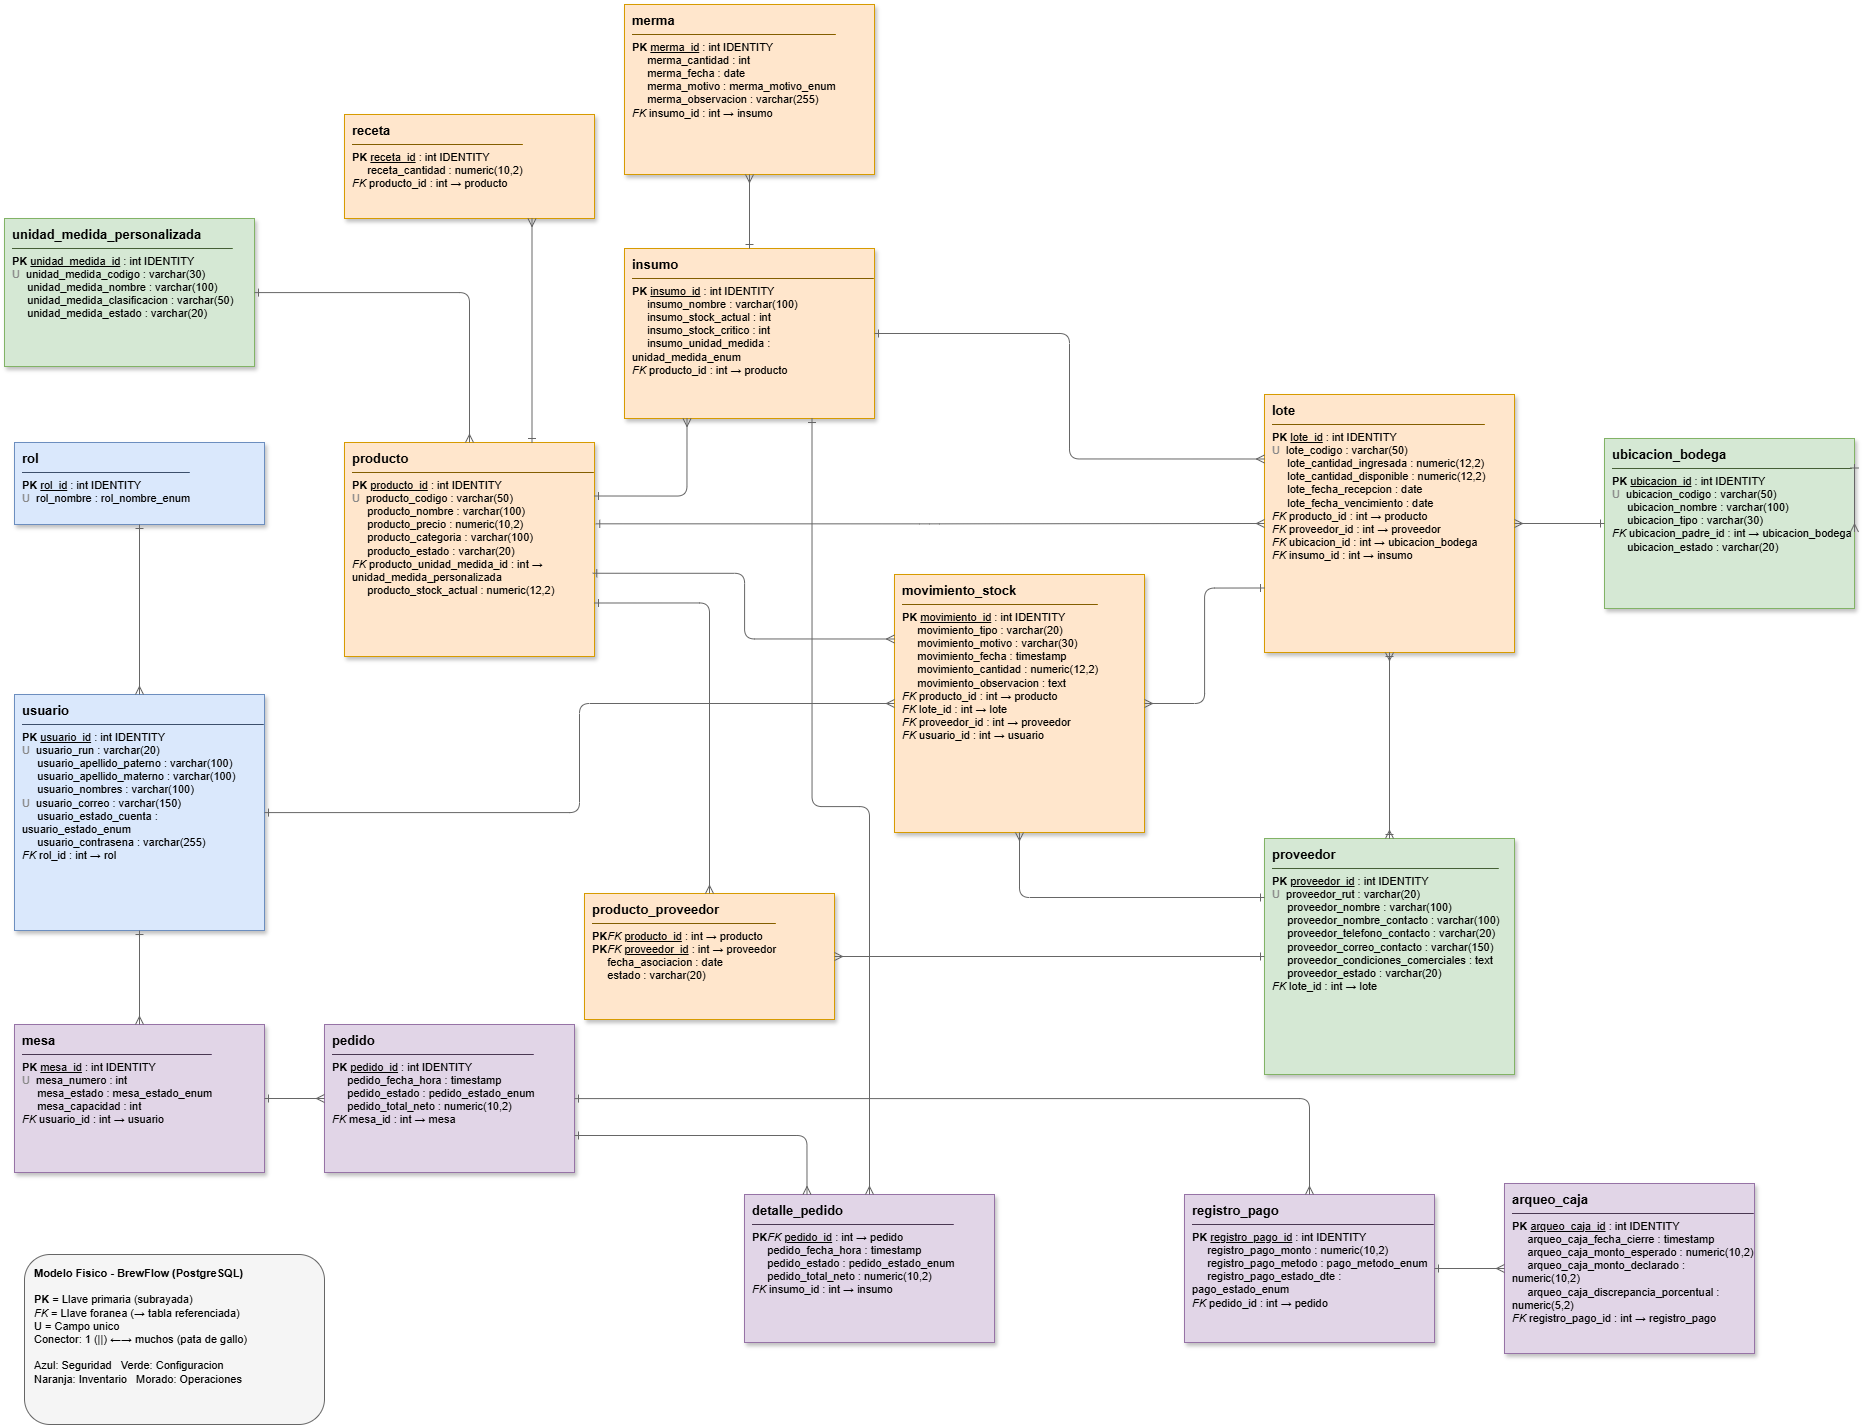 merma
PK merma_id : int IDENTITY
merma_cantidad : int
merma_fecha : date
merma_motivo : merma_motivo_enum
merma_observacion : varchar(255)
FK insumo_id : int → insumo
receta
PK receta_id : int IDENTITY
receta_cantidad : numeric(10,2)
FK producto_id : int → producto
unidad_medida_personalizada
PK unidad_medida_id : int IDENTITY
U unidad_medida_codigo : varchar(30)
unidad_medida_nombre : varchar(100)
unidad_medida_clasificacion : varchar(50)
unidad_medida_estado : varchar(20)
insumo
PK insumo_id : int IDENTITY
insumo_nombre : varchar(100)
insumo_stock_actual : int
insumo_stock_critico : int
insumo_unidad_medida :
unidad_medida_enum
FK producto_id : int → producto
lote
PK lote_id : int IDENTITY
U lote_codigo : varchar(50)
lote_cantidad_ingresada : numeric(12,2)
lote_cantidad_disponible : numeric(12,2)
lote_fecha_recepcion : date
lote_fecha_vencimiento : date
FK producto_id : int → producto
FK proveedor_id : int → proveedor
FK ubicacion_id : int → ubicacion_bodega
FK insumo_id : int → insumo
ubicacion_bodega
PK ubicacion_id : int IDENTITY
U ubicacion_codigo : varchar(50)
ubicacion_nombre : varchar(100)
ubicacion_tipo : varchar(30)
FK ubicacion_padre_id : int → ubicacion_bodega
ubicacion_estado : varchar(20)
rol
PK rol_id : int IDENTITY
U rol_nombre : rol_nombre_enum
producto
PK producto_id : int IDENTITY
U producto_codigo : varchar(50)
producto_nombre : varchar(100)
producto_precio : numeric(10,2)
producto_categoria : varchar(100)
producto_estado : varchar(20)
FK producto_unidad_medida_id : int →
unidad_medida_personalizada
producto_stock_actual : numeric(12,2)
movimiento_stock
PK movimiento_id : int IDENTITY
movimiento_tipo : varchar(20)
movimiento_motivo : varchar(30)
movimiento_fecha : timestamp
movimiento_cantidad : numeric(12,2)
movimiento_observacion : text
FK producto_id : int → producto
FK lote_id : int → lote
FK proveedor_id : int → proveedor
FK usuario_id : int → usuario
usuario
PK usuario_id : int IDENTITY
U usuario_run : varchar(20)
usuario_apellido_paterno : varchar(100)
usuario_apellido_materno : varchar(100)
usuario_nombres : varchar(100)
U usuario_correo : varchar(150)
usuario_estado_cuenta :
usuario_estado_enum
usuario_contrasena : varchar(255)
FK rol_id : int → rol
producto_proveedor
PKFK producto_id : int → producto
PKFK proveedor_id : int → proveedor
fecha_asociacion : date
estado : varchar(20)
proveedor
PK proveedor_id : int IDENTITY
U proveedor_rut : varchar(20)
proveedor_nombre : varchar(100)
proveedor_nombre_contacto : varchar(100)
proveedor_telefono_contacto : varchar(20)
proveedor_correo_contacto : varchar(150)
proveedor_condiciones_comerciales : text
proveedor_estado : varchar(20)
FK lote_id : int → lote
mesa
PK mesa_id : int IDENTITY
U mesa_numero : int
mesa_estado : mesa_estado_enum
mesa_capacidad : int
FK usuario_id : int → usuario
pedido
PK pedido_id : int IDENTITY
pedido_fecha_hora : timestamp
pedido_estado : pedido_estado_enum
pedido_total_neto : numeric(10,2)
FK mesa_id : int → mesa
detalle_pedido
PKFK pedido_id : int → pedido
pedido_fecha_hora : timestamp
pedido_estado : pedido_estado_enum
pedido_total_neto : numeric(10,2)
FK insumo_id : int → insumo
registro_pago
PK registro_pago_id : int IDENTITY
registro_pago_monto : numeric(10,2)
registro_pago_metodo : pago_metodo_enum
registro_pago_estado_dte :
pago_estado_enum
FK pedido_id : int → pedido
arqueo_caja
PK arqueo_caja_id : int IDENTITY
arqueo_caja_fecha_cierre : timestamp
arqueo_caja_monto_esperado : numeric(10,2)
arqueo_caja_monto_declarado :
numeric(10,2)
arqueo_caja_discrepancia_porcentual :
numeric(5,2)
FK registro_pago_id : int → registro_pago
Modelo Fisico - BrewFlow (PostgreSQL)
PK = Llave primaria (subrayada)
FK = Llave foranea (→ tabla referenciada)
U = Campo unico
Conector: 1 (||) ←→ muchos (pata de gallo)
Azul: Seguridad Verde: Configuracion
Naranja: Inventario Morado: Operaciones